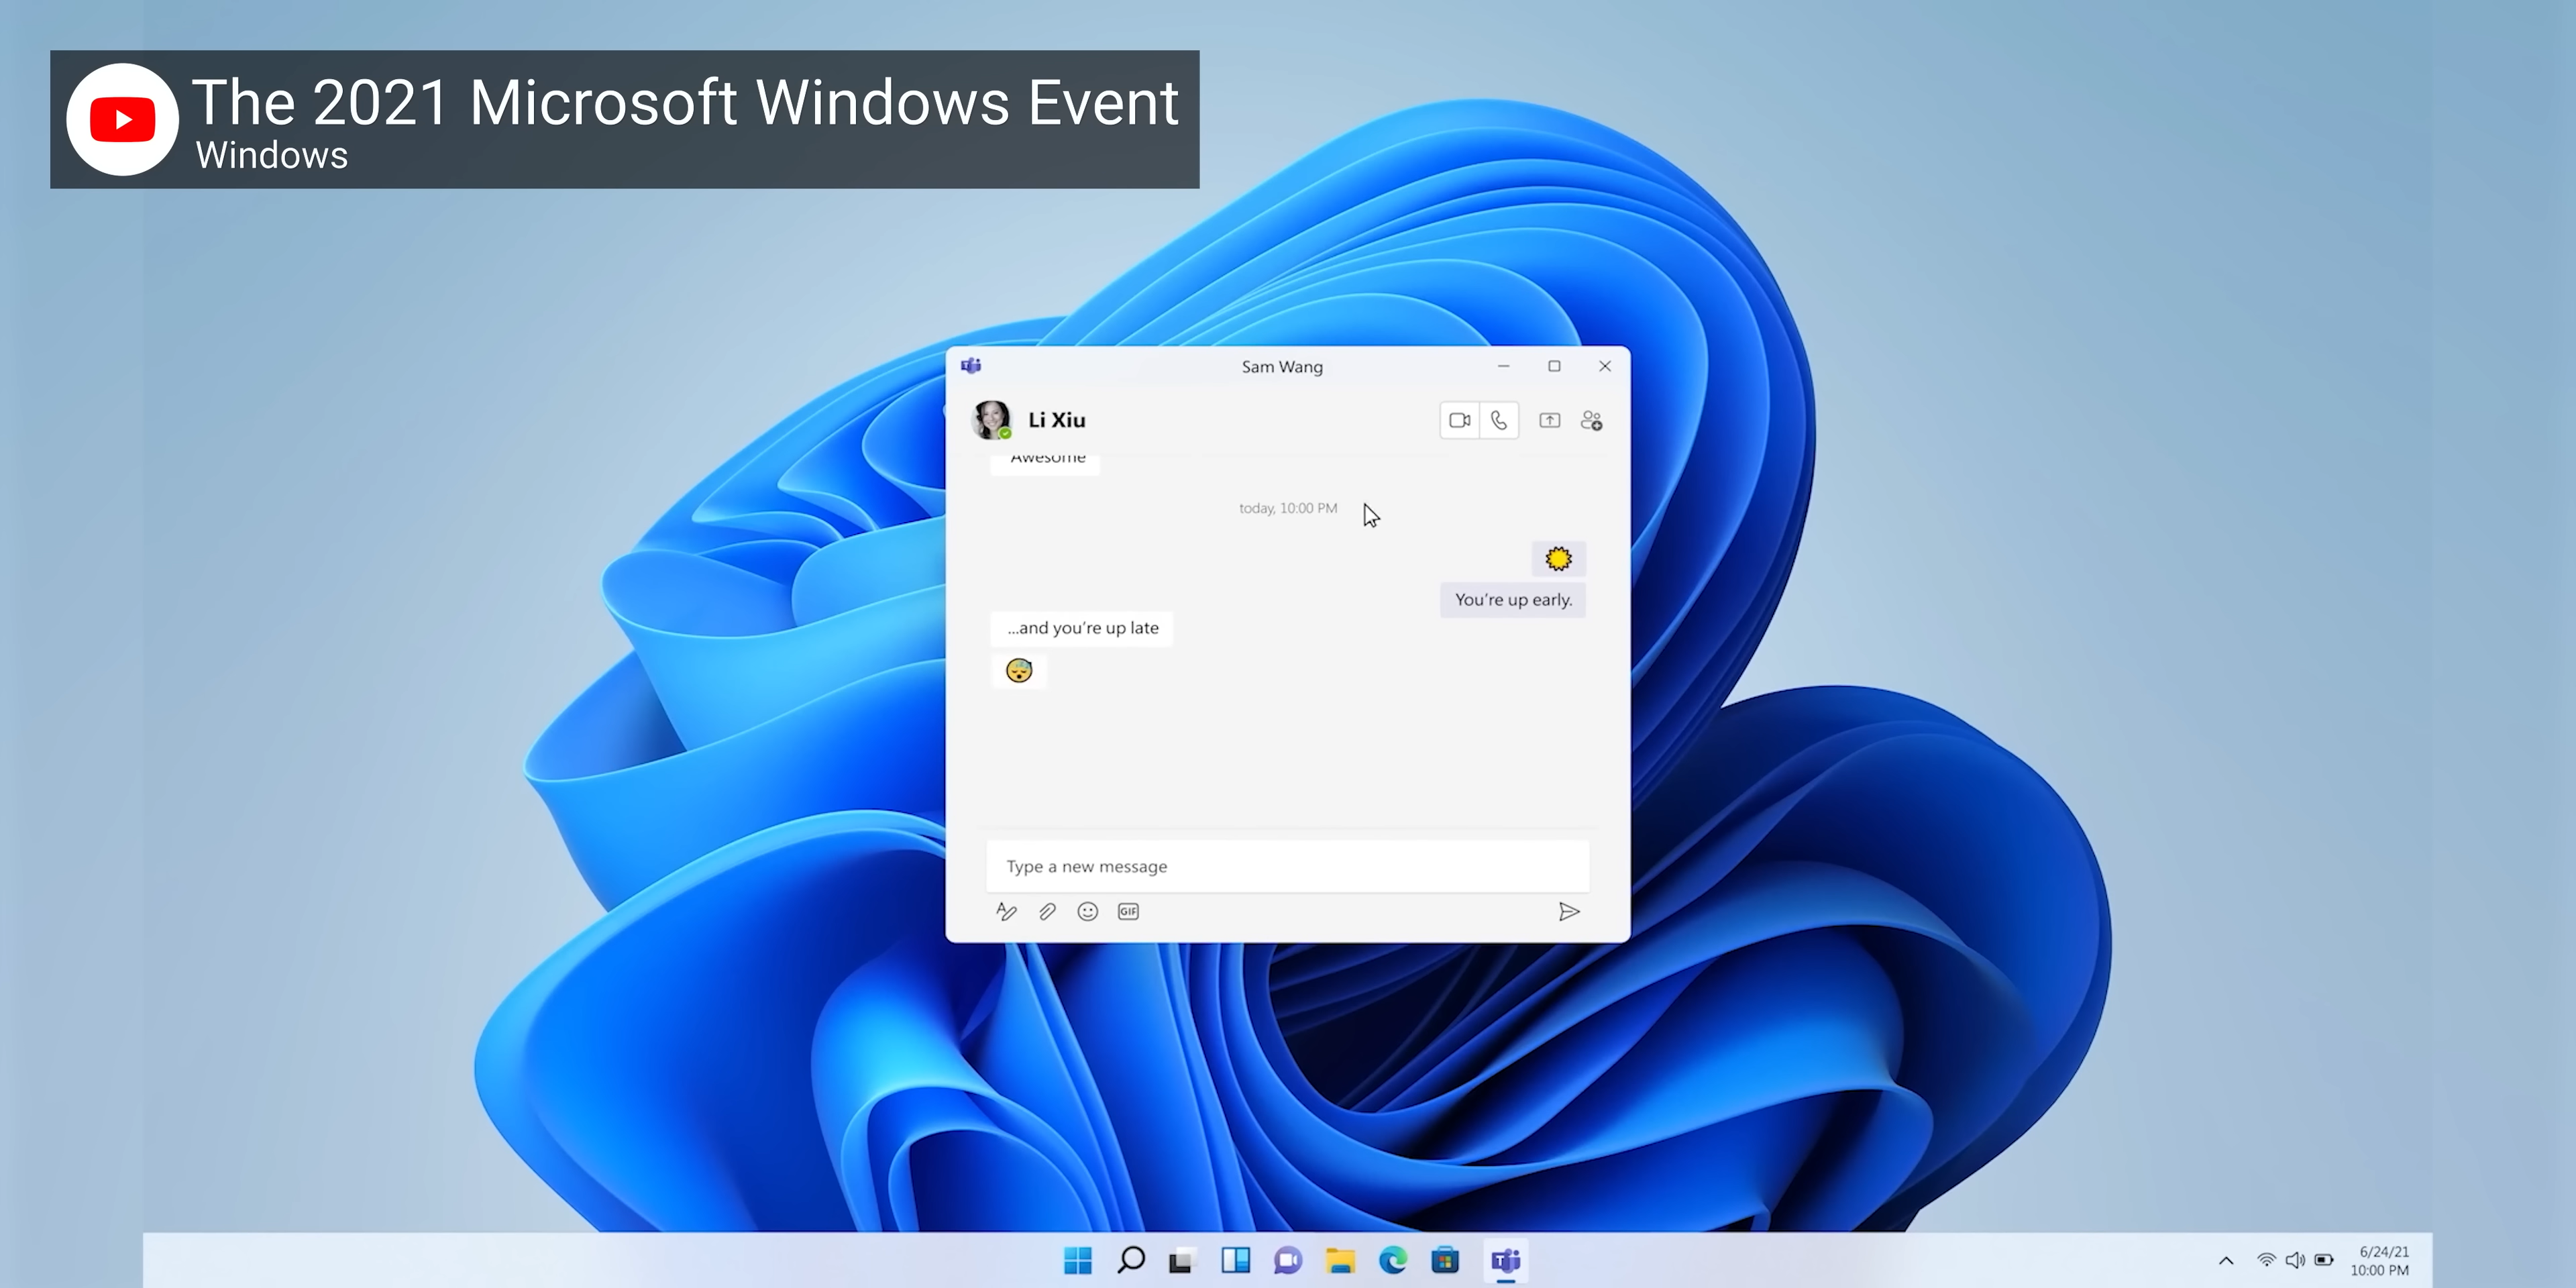 The 2021 Microsoft Windows Event
Windows
Sam Wang
Li Xiu
Awesome
today, 10:00 PM
You're up early.
...and you're up late
Type a new message
GIF
6/24/21
10:00 PM